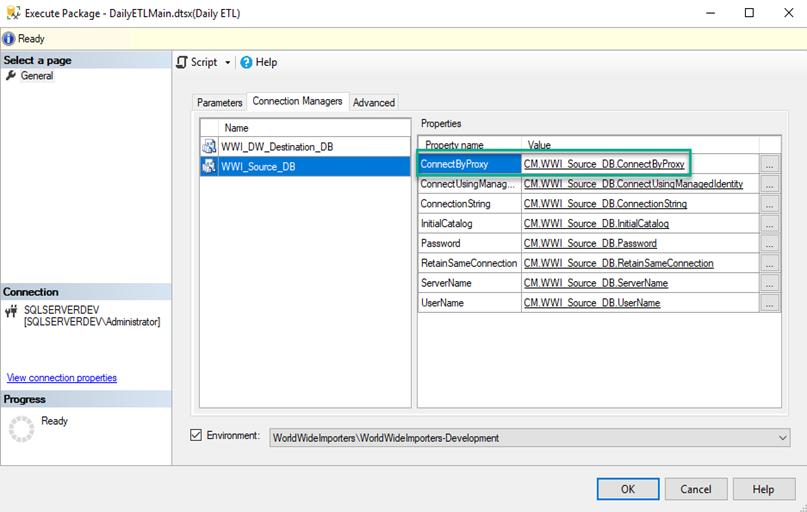 Execute Package - DailyETLMain.dtsx(Daily ETL)
Ready
Select a page
General
Script Help
Parameters Connection Managers Advanced
Name
WWI_DW_Destination_DB
WWI_Source_DB
Properties
Property name Value
ConnectByProxy CM.WWI_Source_DB.ConnectByProxy ...
ConnectUsingManag... CM.WWI_Source_DB.ConnectUsingManagedIdentity ...
ConnectionString CM.WWI_Source_DB.ConnectionString ...
InitialCatalog CM.WWI_Source_DB.InitialCatalog ...
Password CM.WWI_Source_DB.Password ...
RetainSameConnection CM.WWI_Source_DB.RetainSameConnection ...
ServerName CM.WWI_Source_DB.ServerName ...
UserName CM.WWI_Source_DB.UserName ...
Connection
SQLSERVERDEV
[SQLSERVERDEV\Administrator]
View connection properties
Progress
Ready
Environment: WorldWideImporters\WorldWideImporters-Development
OK Cancel Help